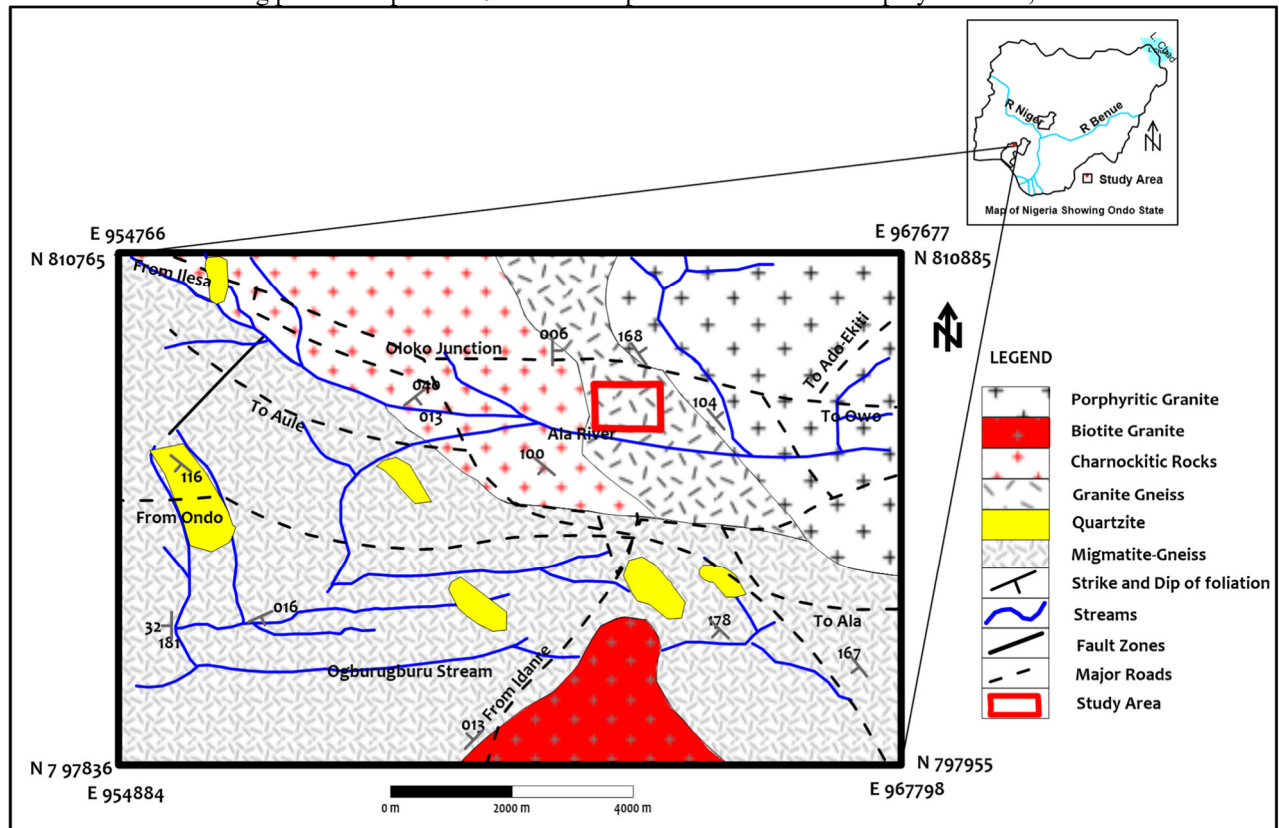 L. Chad
L. Chad
R Niger
R Benue
N
Study Area
Map of Nigeria Showing Ondo State
E 954766
E 967677
N 810765
N 810885
From Ilesa
To Ado-Ekiti
006
168
Oloko Junction
N
LEGEND
040
013
104
To Owo
To Aule
Ala River
100
116
From Ondo
016
32
181
178
To Ala
167
Ogburugburu Stream
From Idanre
013
Porphyritic Granite
Biotite Granite
Charnockitic Rocks
Granite Gneiss
Quartzite
Migmatite-Gneiss
Strike and Dip of foliation
Streams
Fault Zones
Major Roads
Study Area
N 7 97836
N 797955
E 954884
E 967798
0 m
2000 m
4000 m